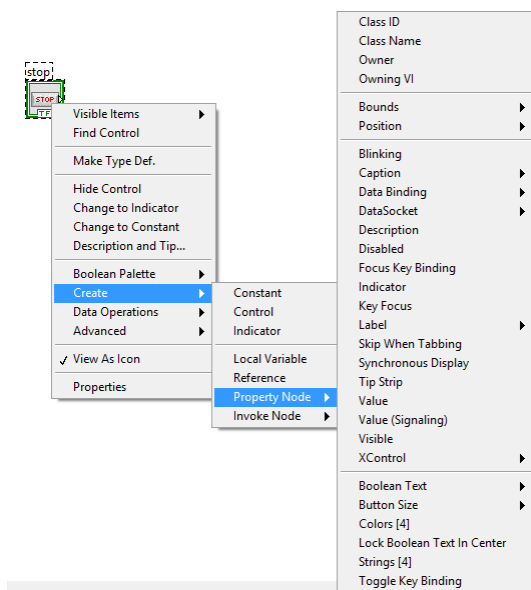 stop
STOP
TF
Visible Items
Find Control
Make Type Def.
Hide Control
Change to Indicator
Change to Constant
Description and Tip...
Boolean Palette
Create
Data Operations
Advanced
✓ View As Icon
Properties
Constant
Control
Indicator
Local Variable
Reference
Property Node
Invoke Node
Class ID
Class Name
Owner
Owning VI
Bounds
Position
Blinking
Caption
Data Binding
DataSocket
Description
Disabled
Focus Key Binding
Indicator
Key Focus
Label
Skip When Tabbing
Synchronous Display
Tip Strip
Value
Value (Signaling)
Visible
XControl
Boolean Text
Button Size
Colors [4]
Lock Boolean Text In Center
Strings [4]
Toggle Key Binding